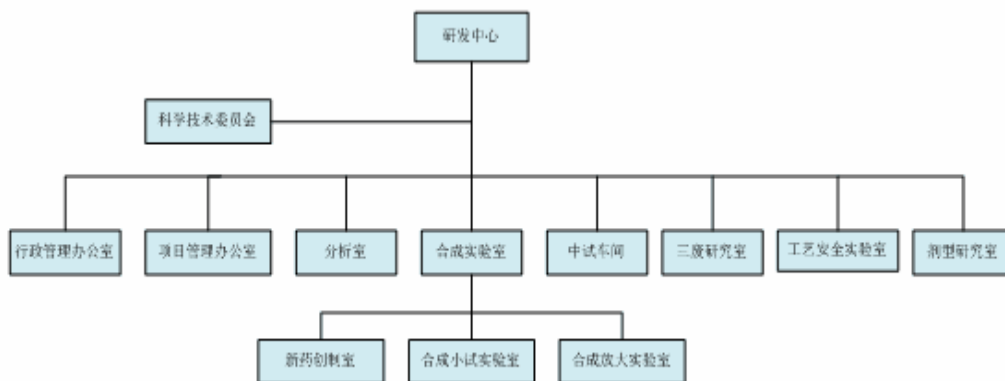 研发中心
科学技术委员会
行政管理办公室
项目管理办公室
分析室
合成实验室
中试车间
三废研究室
工艺安全实验室
剂型研究室
新药创制室
合成小试实验室
合成放大实验室